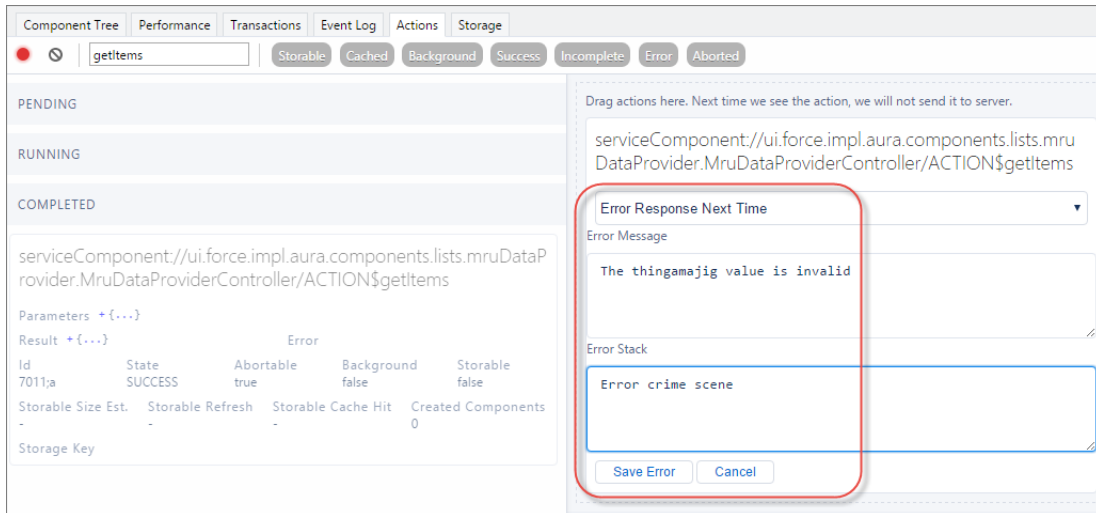 Component Tree Performance Transactions Event Log Actions Storage
getItems Storable Cached Background Success Incomplete Error Aborted
PENDING
RUNNING
COMPLETED
serviceComponent://ui.force.impl.aura.components.lists.mruDataP
rovider.MruDataProviderController/ACTION$getItems
Parameters +{...}
Result +{...} Error
Id State Abortable Background Storable
7011;a SUCCESS true false false
Storable Size Est. Storable Refresh Storable Cache Hit Created Components
- - - 0
Storage Key
Drag actions here. Next time we see the action, we will not send it to server.
serviceComponent://ui.force.impl.aura.components.lists.mru
DataProvider.MruDataProviderController/ACTION$getItems
Error Response Next Time
Error Message
The thingamajig value is invalid
Error Stack
Error crime scene
Save Error Cancel